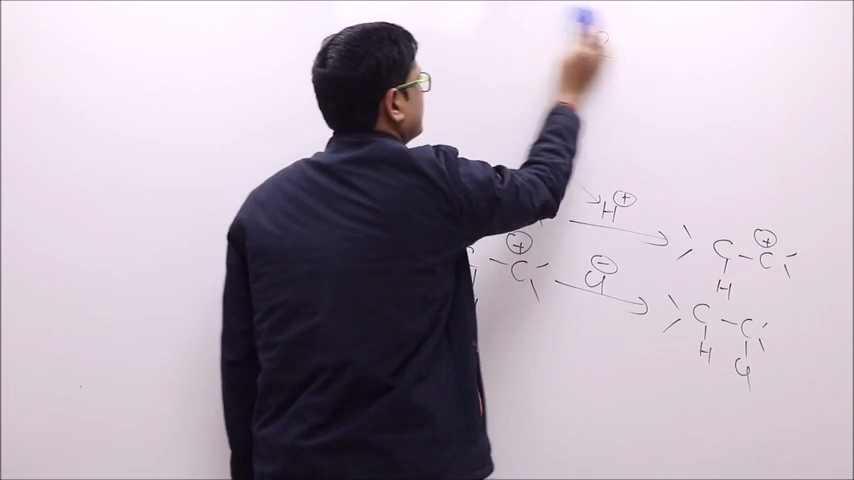 H⊕ → C - C⊕
H
C⊕ Cl⊖ → C - C
H Cl